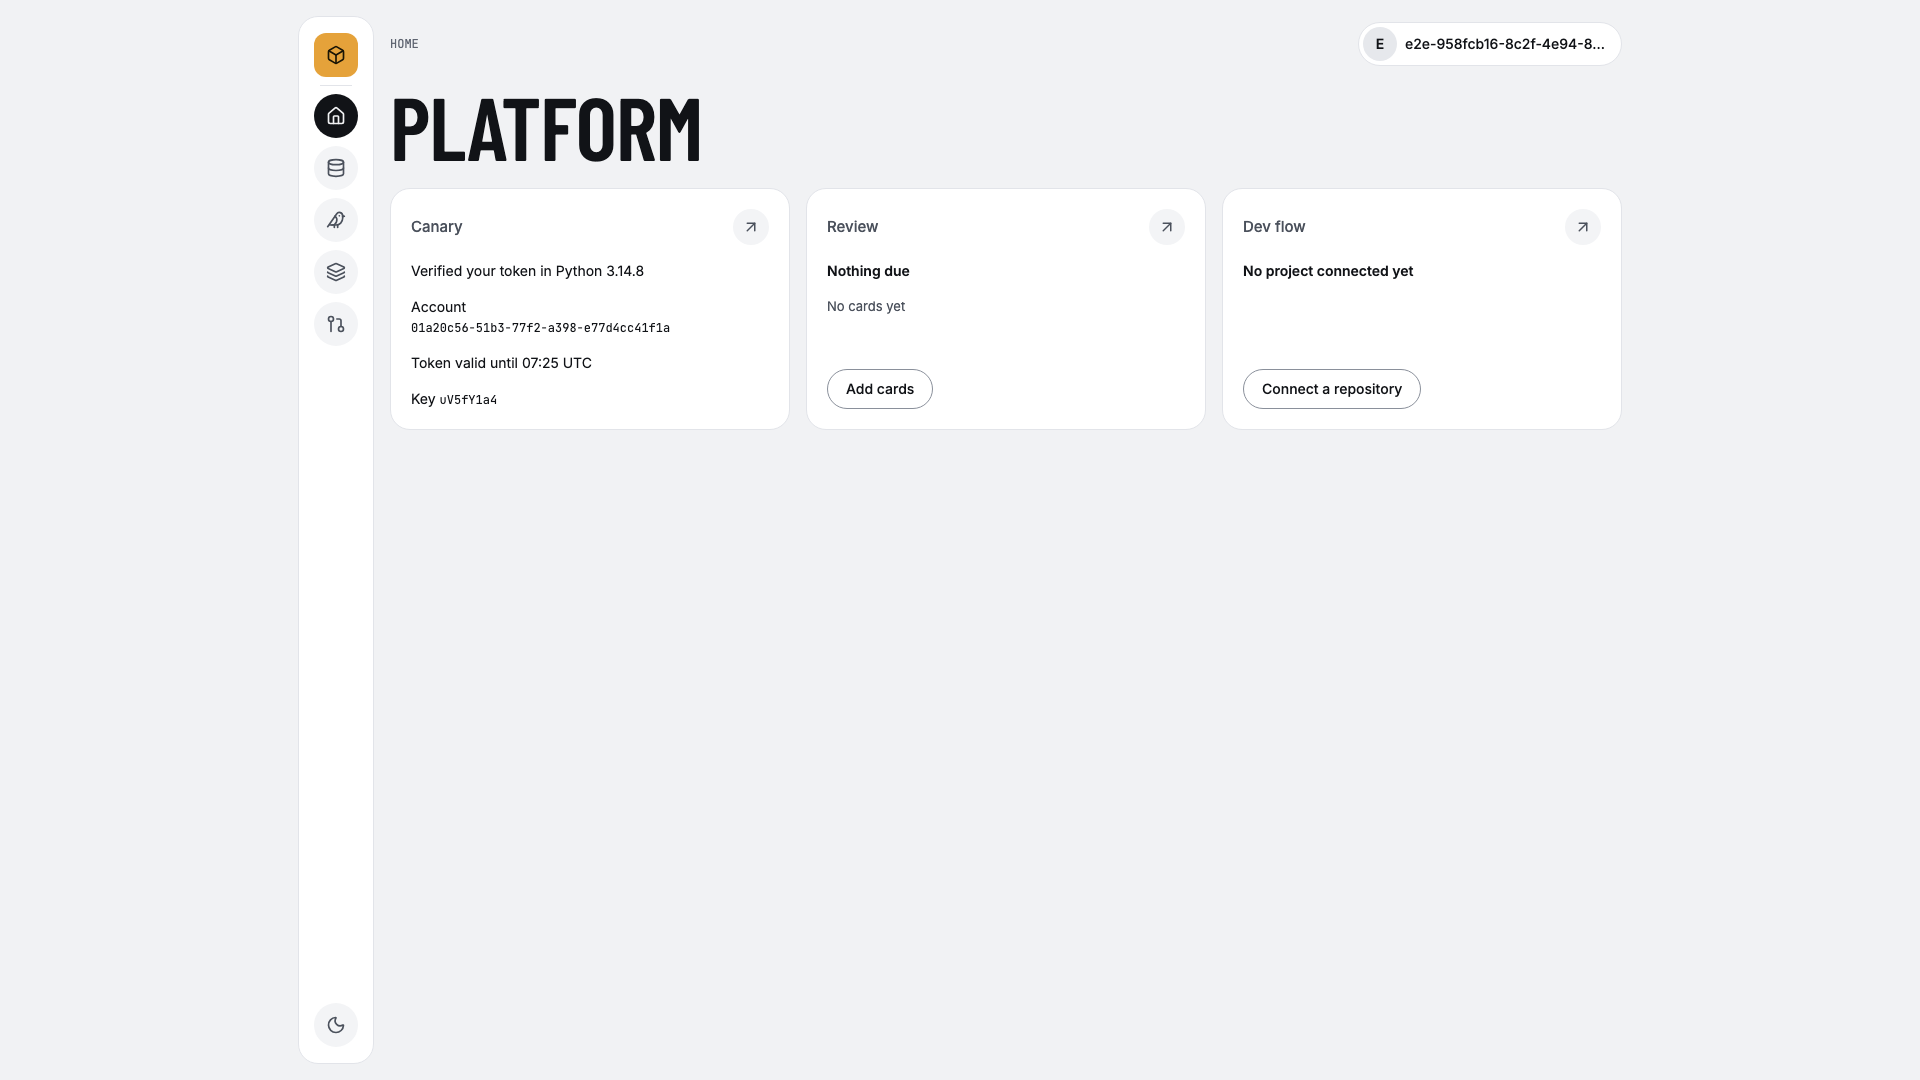 HOME
E
e2e-958fcb16-8c2f-4e94-8...
PLATFORM
Canary
Verified your token in Python 3.14.8
Account
01a20c56-51b3-77f2-a398-e77d4cc41f1a
Token valid until 07:25 UTC
Key uV5fY1a4
Review
Nothing due
No cards yet
Add cards
Dev flow
No project connected yet
Connect a repository